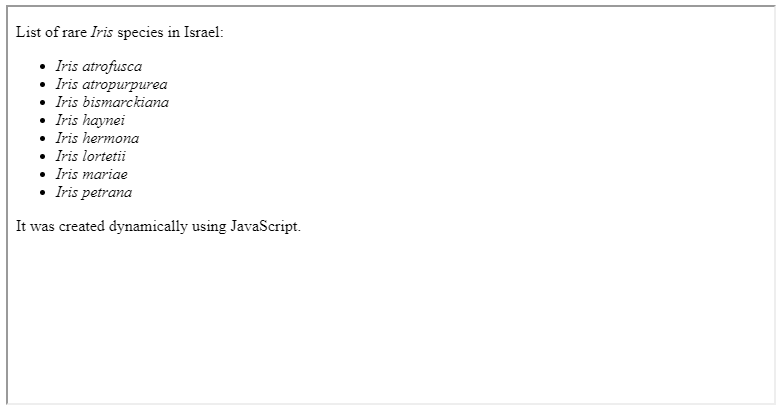 List of rare Iris species in Israel:
Iris atrofusca
Iris atropurpurea
Iris bismarckiana
Iris haynei
Iris hermona
Iris lortetii
Iris mariae
Iris petrana
It was created dynamically using JavaScript.